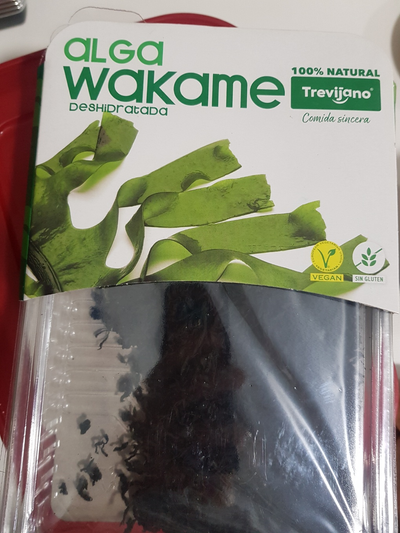 ALGA
WAKAME
DESHIDRATADA
100% NATURAL
Trevijano®
Comida sincera
VEGAN
SIN GLUTEN